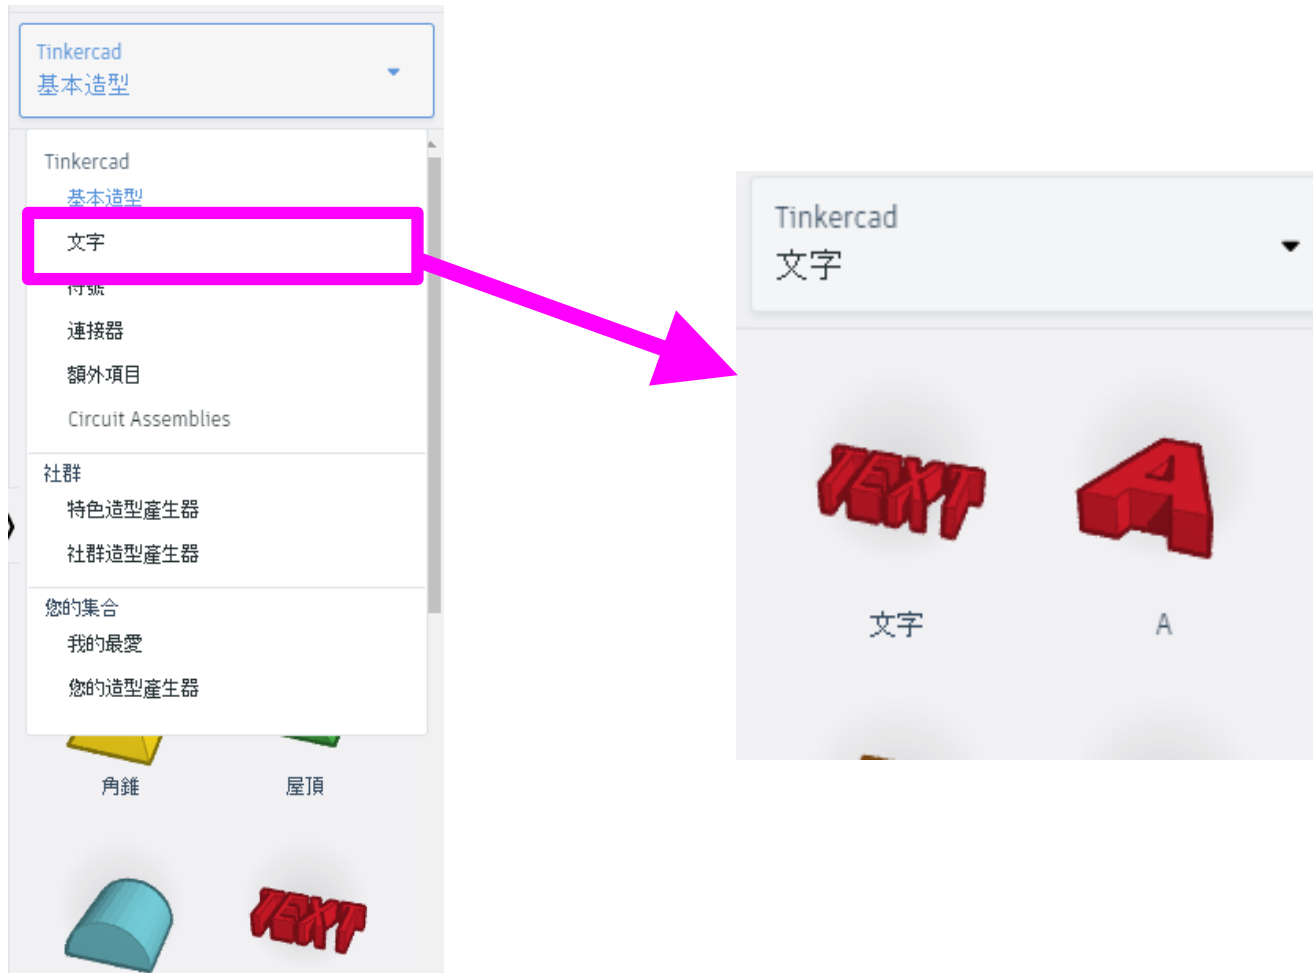 Tinkercad
基本造型
Tinkercad
基本造型
文字
符號
連接器
額外項目
Circuit Assemblies
社群
特色造型產生器
社群造型產生器
您的集合
我的最愛
您的造型產生器
角錐
屋頂
TEXT
Tinkercad
文字
TEXT
A
文字
A